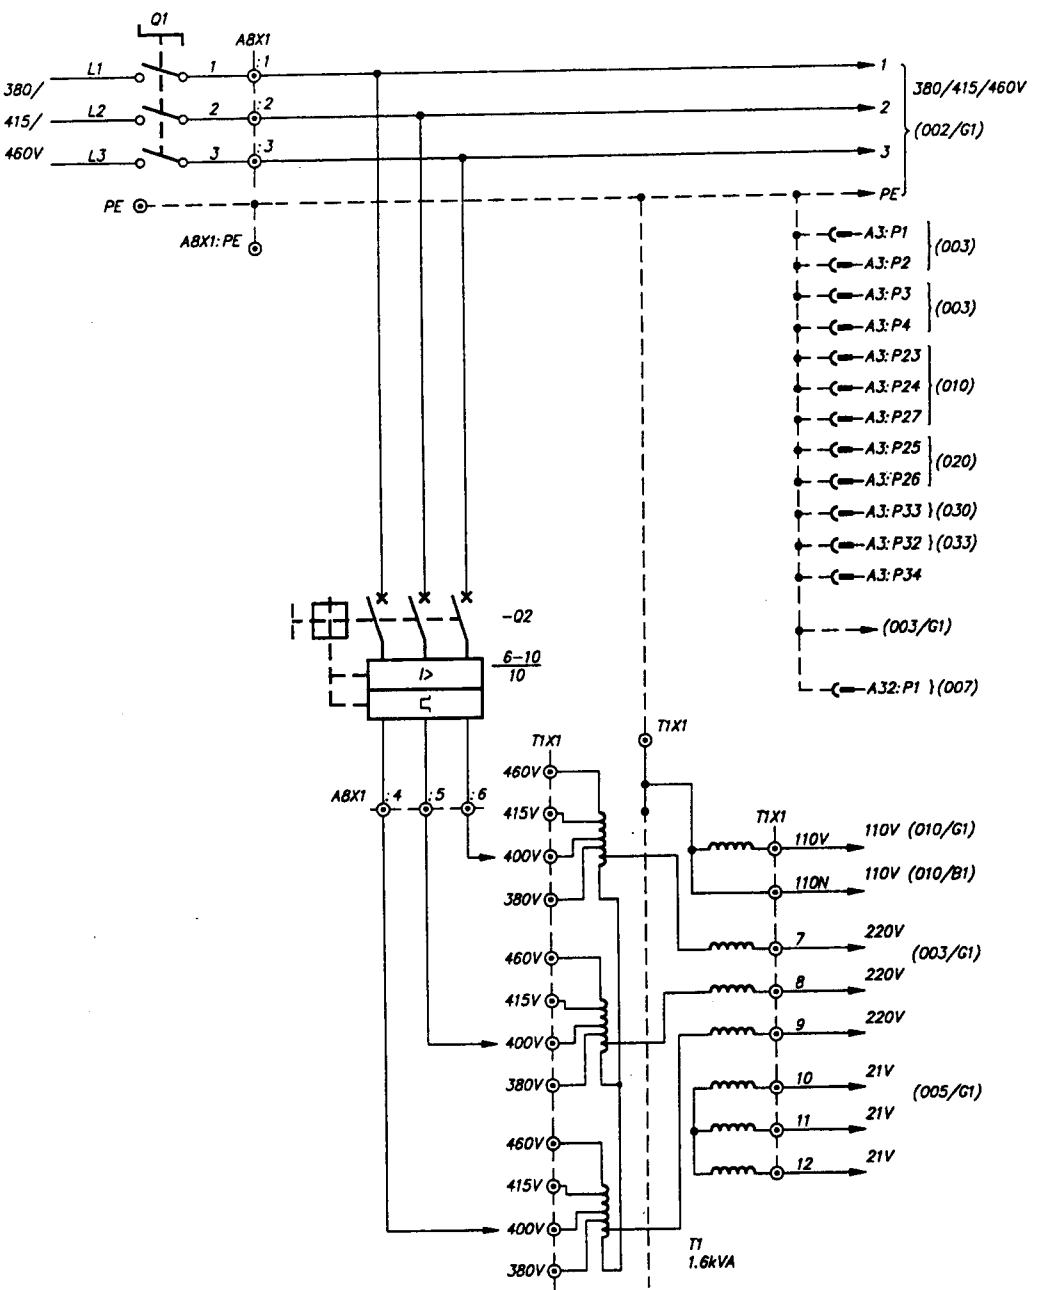 Q1
A8X1
:1
L1
1
1
380/
380/415/460V
:2
L2
2
2
415/
(002/G1)
:3
L3
3
3
460V
PE
PE
A8X1:PE
A3:P1
(003)
A3:P2
A3:P3
(003)
A3:P4
A3:P23
A3:P24
(010)
A3:P27
A3:P25
(020)
A3:P26
A3:P33
(030)
A3:P32
(033)
A3:P34
(003/G1)
A32:P1
(007)
-Q2
6-10
10
I>
T1X1
T1X1
460V
A8X1
:4
:5
:6
415V
T1X1
110V
110V (010/G1)
400V
110N
110V (010/B1)
380V
7
220V
(003/G1)
460V
8
220V
415V
9
220V
400V
380V
10
21V
(005/G1)
11
21V
460V
12
21V
415V
400V
T1
1.6kVA
380V